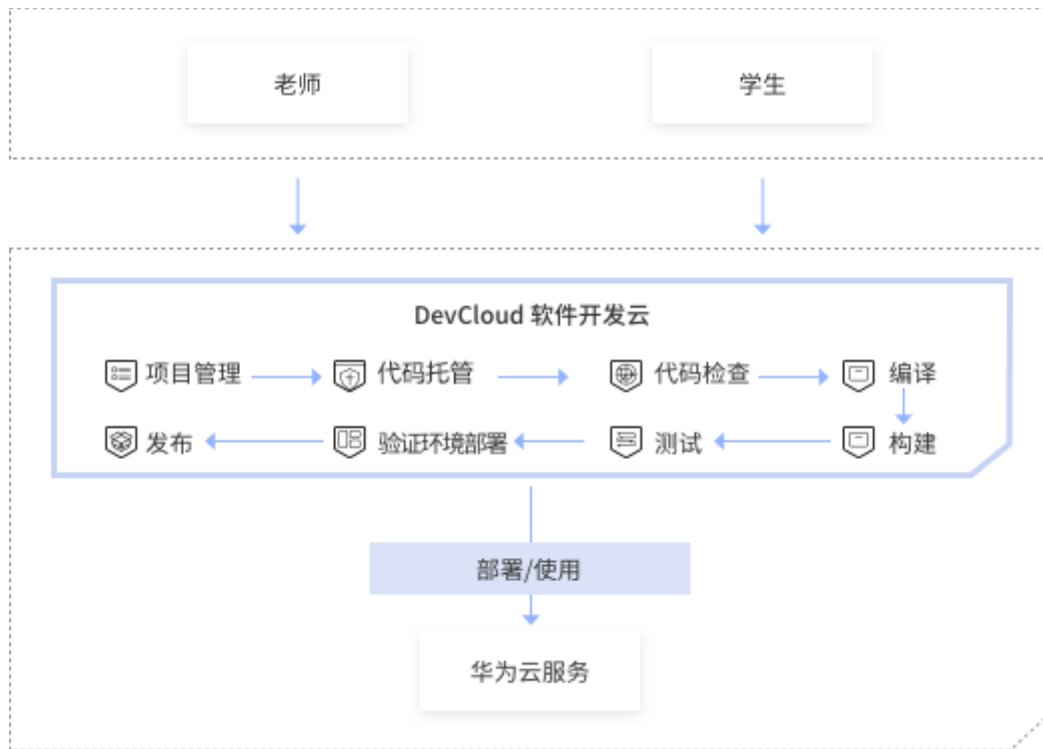 老师
学生
DevCloud 软件开发云
项目管理
代码托管
代码检查
编译
发布
验证环境部署
测试
构建
部署/使用
华为云服务